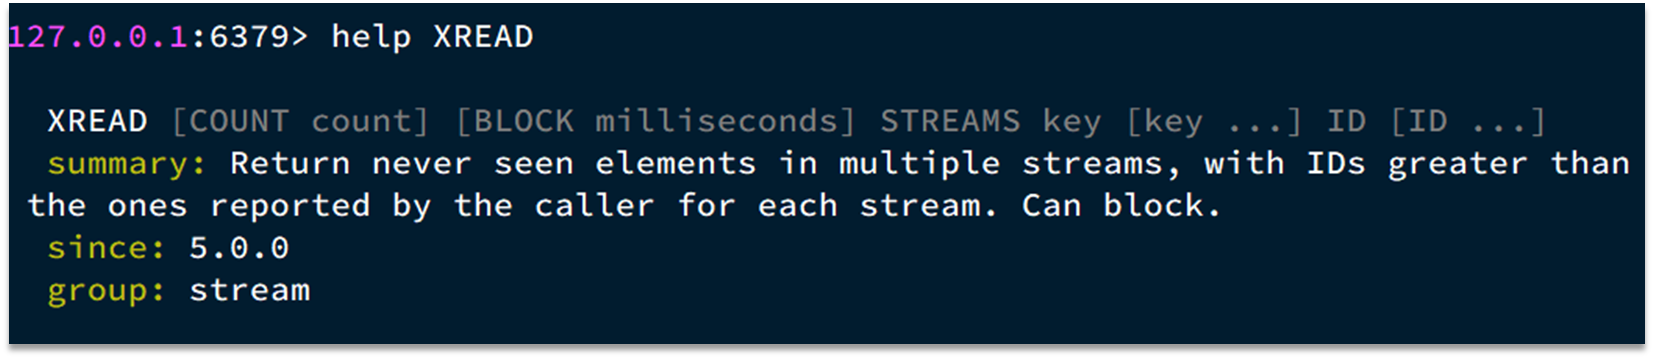 127.0.0.1:6379> help XREAD
XREAD [COUNT count] [BLOCK milliseconds] STREAMS key [key ...] ID [ID ...]
summary: Return never seen elements in multiple streams, with IDs greater than
the ones reported by the caller for each stream. Can block.
since: 5.0.0
group: stream